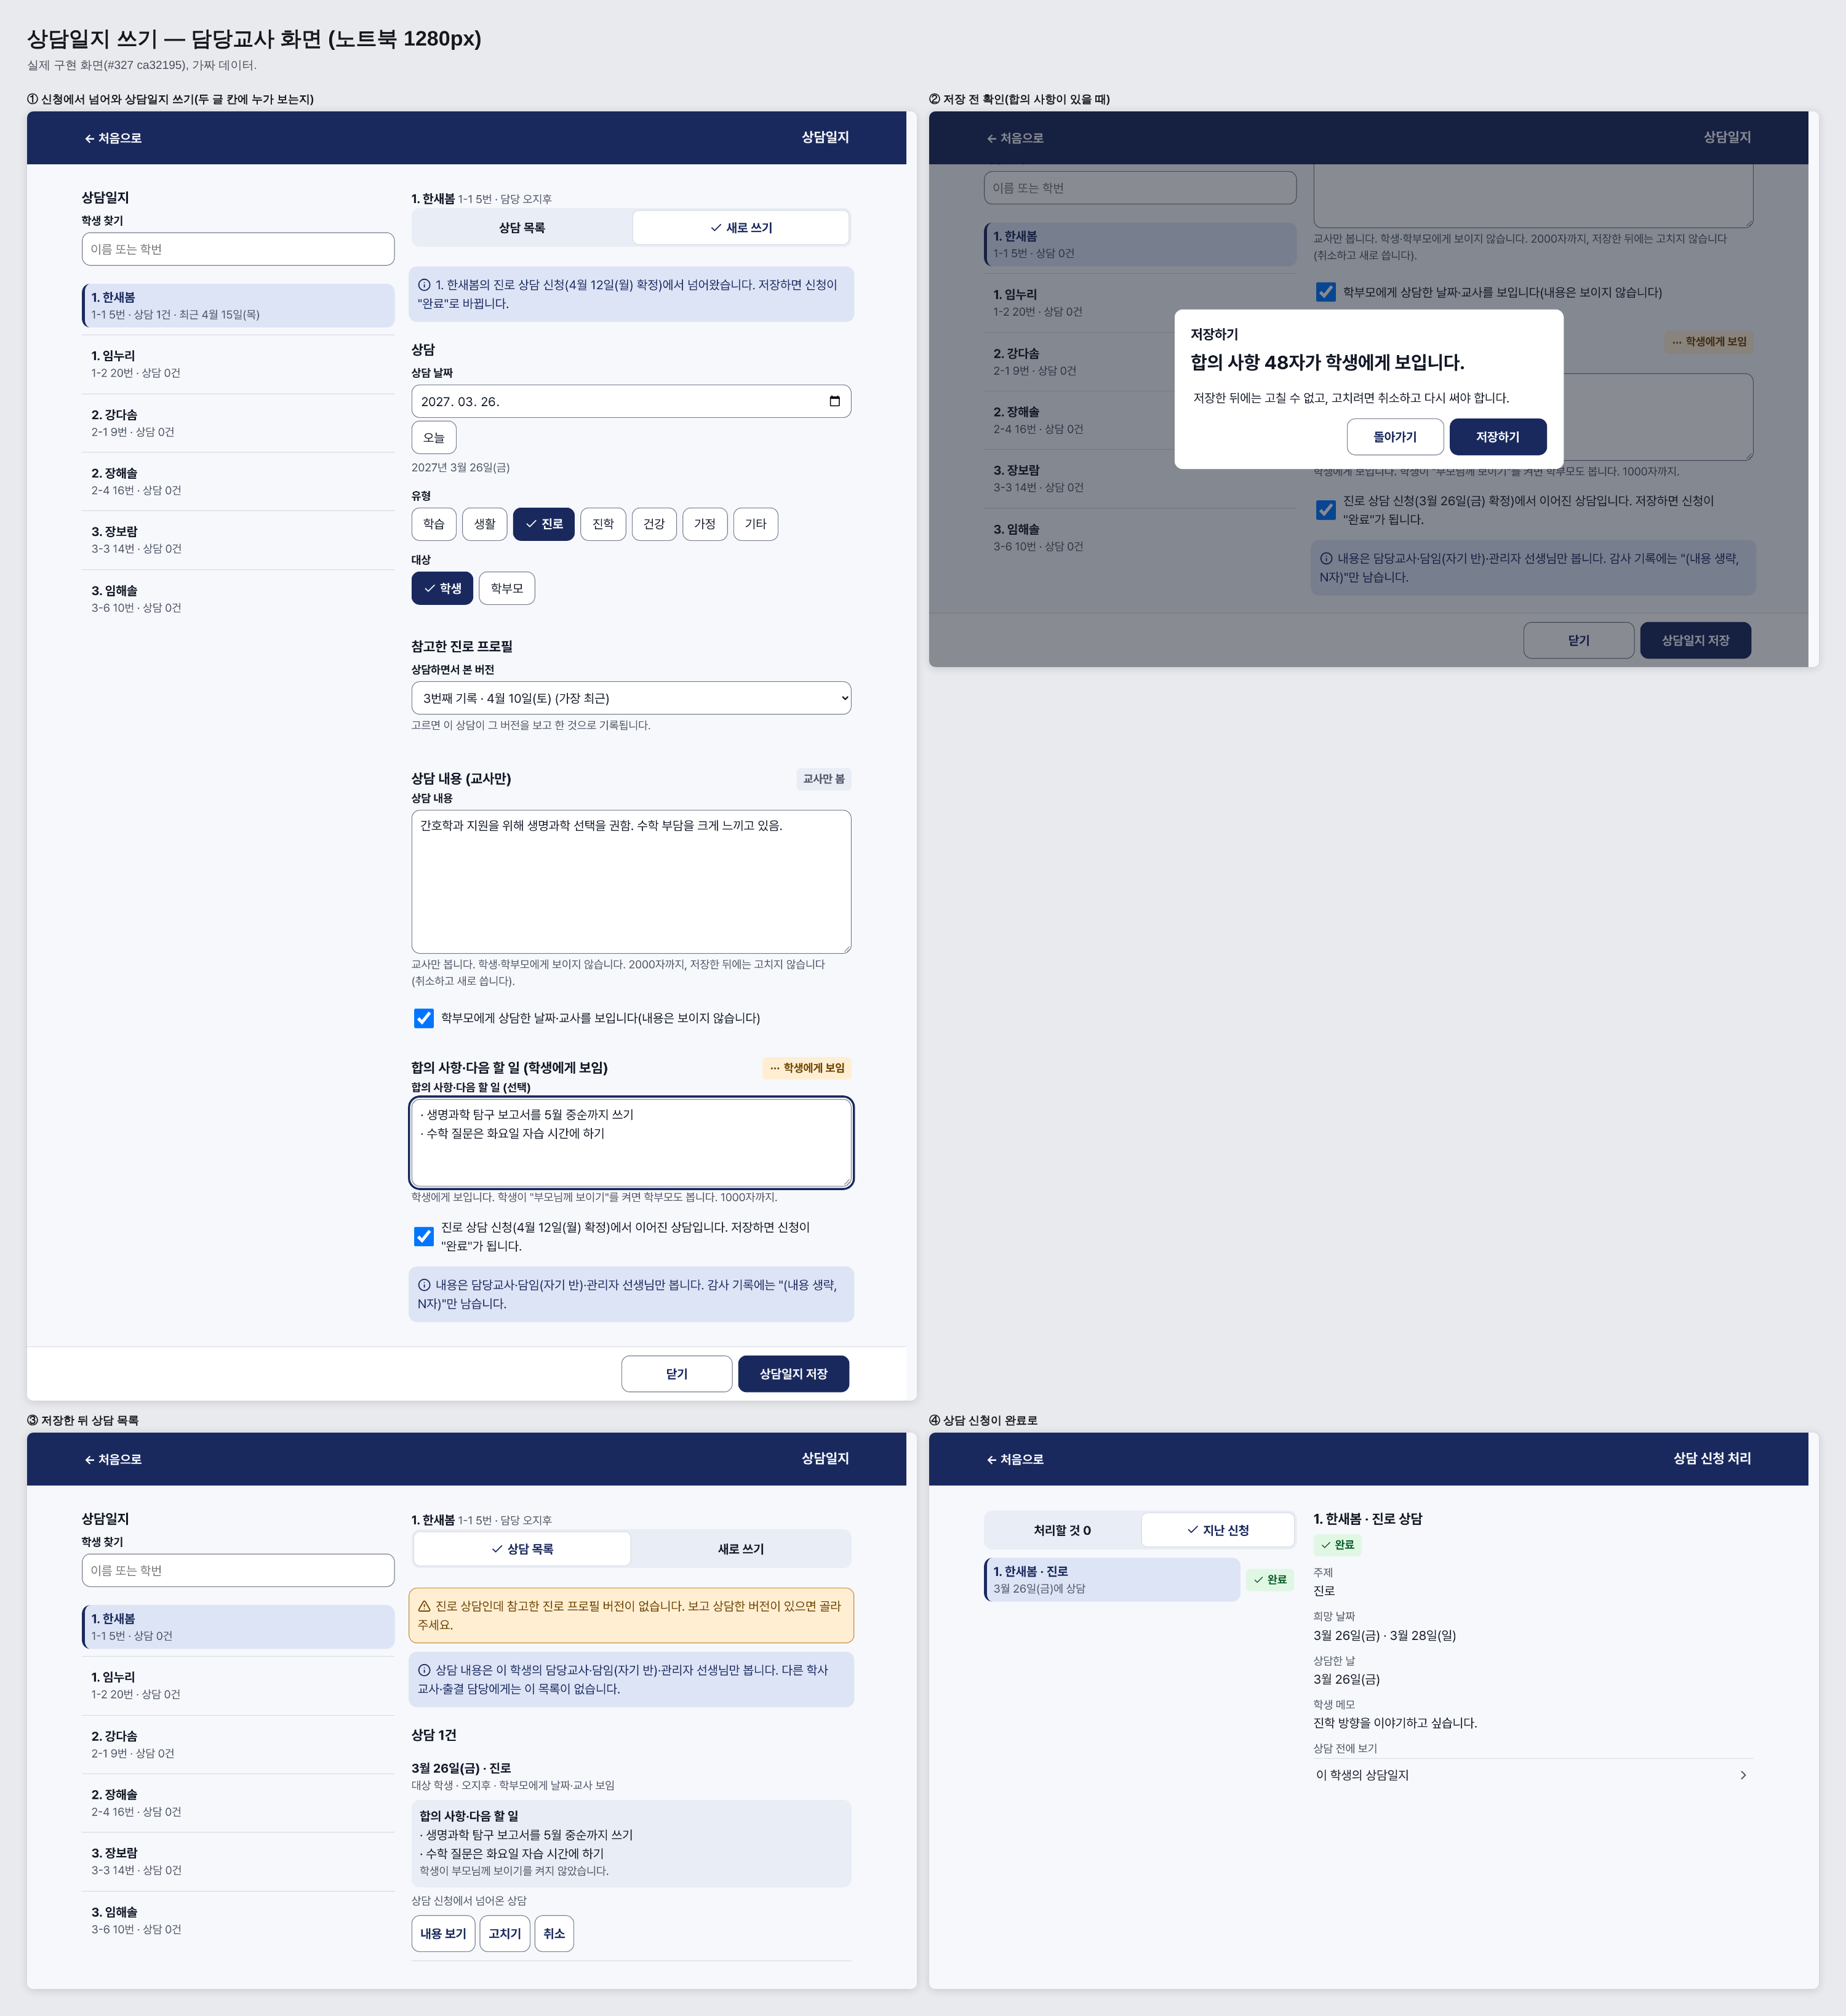 상담일지 쓰기 — 담당교사 화면 (노트북 1280px)
실제 구현 화면(#327 ca32195), 가짜 데이터.
① 신청에서 넘어와 상담일지 쓰기(두 글 칸에 누가 보는지)
← 처음으로
상담일지
상담일지
학생 찾기
이름 또는 학번
1. 한새봄
1-1 5번 · 상담 1건 · 최근 4월 15일(목)
1. 임누리
1-2 20번 · 상담 0건
2. 강다솜
2-1 9번 · 상담 0건
2. 장해솔
2-4 16번 · 상담 0건
3. 장보람
3-3 14번 · 상담 0건
3. 임해솔
3-6 10번 · 상담 0건
1. 한새봄 1-1 5번 · 담당 오지후
상담 목록
✓ 새로 쓰기
1. 한새봄의 진로 상담 신청(4월 12일(월) 확정)에서 넘어왔습니다. 저장하면 신청이
"완료"로 바뀝니다.
상담
상담 날짜
2027. 03. 26.
오늘
2027년 3월 26일(금)
유형
학습
생활
✓ 진로
진학
건강
가정
기타
대상
✓ 학생
학부모
참고한 진로 프로필
상담하면서 본 버전
3번째 기록 · 4월 10일(토) (가장 최근)
고르면 이 상담이 그 버전을 보고 한 것으로 기록됩니다.
상담 내용 (교사만)
교사만 봄
상담 내용
간호학과 지원을 위해 생명과학 선택을 권함. 수학 부담을 크게 느끼고 있음.
교사만 봅니다. 학생·학부모에게 보이지 않습니다. 2000자까지, 저장한 뒤에는 고치지 않습니다
(취소하고 새로 씁니다).
학부모에게 상담한 날짜·교사를 보입니다(내용은 보이지 않습니다)
합의 사항·다음 할 일 (학생에게 보임)
··· 학생에게 보임
합의 사항·다음 할 일 (선택)
· 생명과학 탐구 보고서를 5월 중순까지 쓰기
· 수학 질문은 화요일 자습 시간에 하기
학생에게 보입니다. 학생이 "부모님께 보이기"를 켜면 학부모도 봅니다. 1000자까지.
진로 상담 신청(4월 12일(월) 확정)에서 이어진 상담입니다. 저장하면 신청이
"완료"가 됩니다.
내용은 담당교사·담임(자기 반)·관리자 선생님만 봅니다. 감사 기록에는 "(내용 생략,
N자)"만 남습니다.
닫기
상담일지 저장
② 저장 전 확인(합의 사항이 있을 때)
← 처음으로
상담일지
이름 또는 학번
1. 한새봄
1-1 5번 · 상담 0건
1. 임누리
1-2 20번 · 상담 0건
2. 강다솜
2-1 9번 · 상담 0건
2. 장해솔
2-4 16번 · 상담 0건
3. 장보람
3-3 14번 · 상담 0건
3. 임해솔
3-6 10번 · 상담 0건
교사만 봅니다. 학생·학부모에게 보이지 않습니다. 2000자까지, 저장한 뒤에는 고치지 않습니다
(취소하고 새로 씁니다).
학부모에게 상담한 날짜·교사를 보입니다(내용은 보이지 않습니다)
··· 학생에게 보임
저장하기
합의 사항 48자가 학생에게 보입니다.
저장한 뒤에는 고칠 수 없고, 고치려면 취소하고 다시 써야 합니다.
돌아가기
저장하기
학생에게 보입니다. 학생이 "부모님께 보이기"를 켜면 학부모도 봅니다. 1000자까지.
진로 상담 신청(3월 26일(금) 확정)에서 이어진 상담입니다. 저장하면 신청이
"완료"가 됩니다.
내용은 담당교사·담임(자기 반)·관리자 선생님만 봅니다. 감사 기록에는 "(내용 생략,
N자)"만 남습니다.
닫기
상담일지 저장
③ 저장한 뒤 상담 목록
← 처음으로
상담일지
상담일지
학생 찾기
이름 또는 학번
1. 한새봄
1-1 5번 · 상담 0건
1. 임누리
1-2 20번 · 상담 0건
2. 강다솜
2-1 9번 · 상담 0건
2. 장해솔
2-4 16번 · 상담 0건
3. 장보람
3-3 14번 · 상담 0건
3. 임해솔
3-6 10번 · 상담 0건
1. 한새봄 1-1 5번 · 담당 오지후
✓ 상담 목록
새로 쓰기
진로 상담인데 참고한 진로 프로필 버전이 없습니다. 보고 상담한 버전이 있으면 골라
주세요.
상담 내용은 이 학생의 담당교사·담임(자기 반)·관리자 선생님만 봅니다. 다른 학사
교사·출결 담당에게는 이 목록이 없습니다.
상담 1건
3월 26일(금) · 진로
대상 학생 · 오지후 · 학부모에게 날짜·교사 보임
합의 사항·다음 할 일
· 생명과학 탐구 보고서를 5월 중순까지 쓰기
· 수학 질문은 화요일 자습 시간에 하기
학생이 부모님께 보이기를 켜지 않았습니다.
상담 신청에서 넘어온 상담
내용 보기
고치기
취소
④ 상담 신청이 완료로
← 처음으로
상담 신청 처리
처리할 것 0
✓ 지난 신청
1. 한새봄 · 진로
3월 26일(금)에 상담
✓ 완료
1. 한새봄 · 진로 상담
✓ 완료
주제
진로
희망 날짜
3월 26일(금) · 3월 28일(일)
상담한 날
3월 26일(금)
학생 메모
진학 방향을 이야기하고 싶습니다.
상담 전에 보기
이 학생의 상담일지